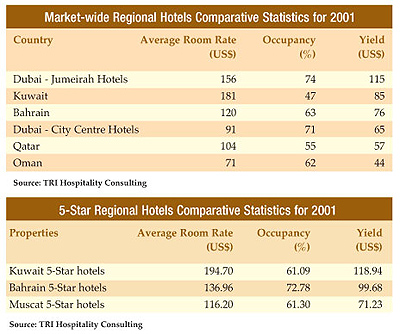 Market-wide Regional Hotels Comparative Statistics for 2001
Country Average Room Rate Occupancy Yield
(US$) (%) (US$)
Dubai - Jumeirah Hotels 156 74 115
Kuwait 181 47 85
Bahrain 120 63 76
Dubai - City Centre Hotels 91 71 65
Qatar 104 55 57
Oman 71 62 44
Source: TRI Hospitality Consulting
5-Star Regional Hotels Comparative Statistics for 2001
Properties Average Room Rate Occupancy Yield
(US$) (%) (US$)
Kuwait 5-Star hotels 194.70 61.09 118.94
Bahrain 5-Star hotels 136.96 72.78 99.68
Muscat 5-Star hotels 116.20 61.30 71.23
Source: TRI Hospitality Consulting